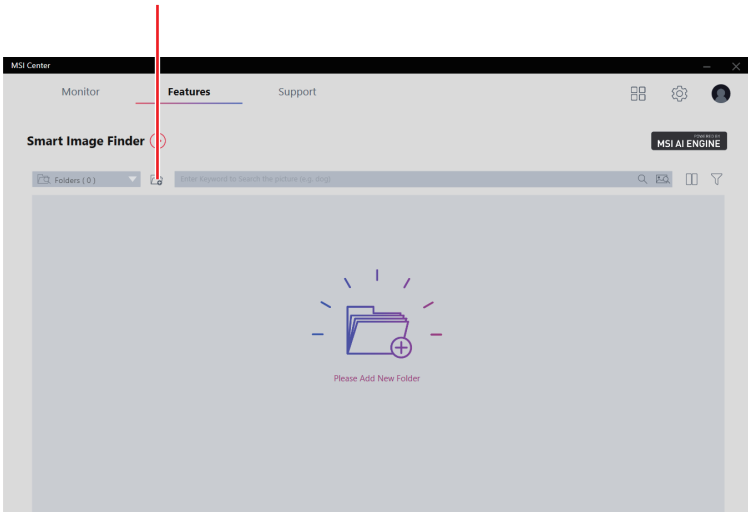 MSI Center
Monitor
Features
Support
Smart Image Finder
POWERED BY
MSI AI ENGINE
Folders ( 0 )
Enter Keyword to Search the picture (e.g. dog)
Please Add New Folder